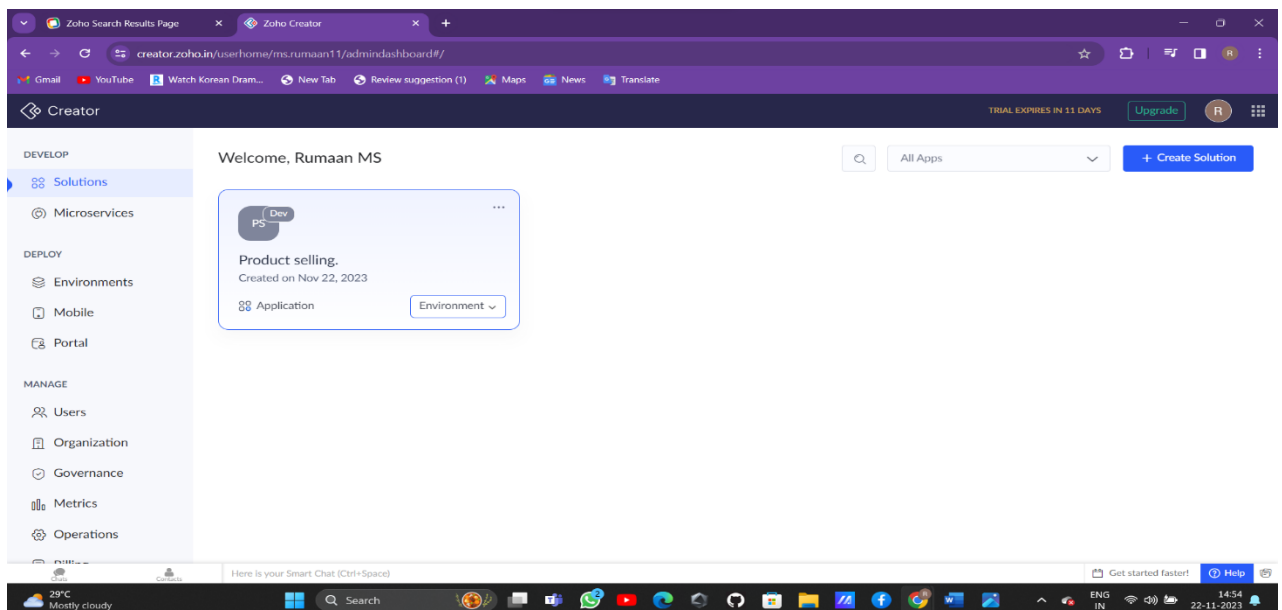 Zoho Search Results Page
Zoho Creator
creator.zoho.in/userhome/ms.rumaan11/admindashboard#/
R
Gmail
YouTube
Watch Korean Dram...
New Tab
Review suggestion (1)
Maps
News
Translate
Creator
TRIAL EXPIRES IN 11 DAYS
Upgrade
R
DEVELOP
Solutions
Microservices
DEPLOY
Environments
Mobile
Portal
MANAGE
Users
Organization
Governance
Metrics
Operations
Billing
Welcome, Rumaan MS
All Apps
+ Create Solution
PS
Dev
Product selling.
Created on Nov 22, 2023
Application
Environment
Chats
Contacts
Here is your Smart Chat (Ctrl+Space)
Get started faster!
Help
29°C
Mostly cloudy
Search
ENG
IN
14:54
22-11-2023